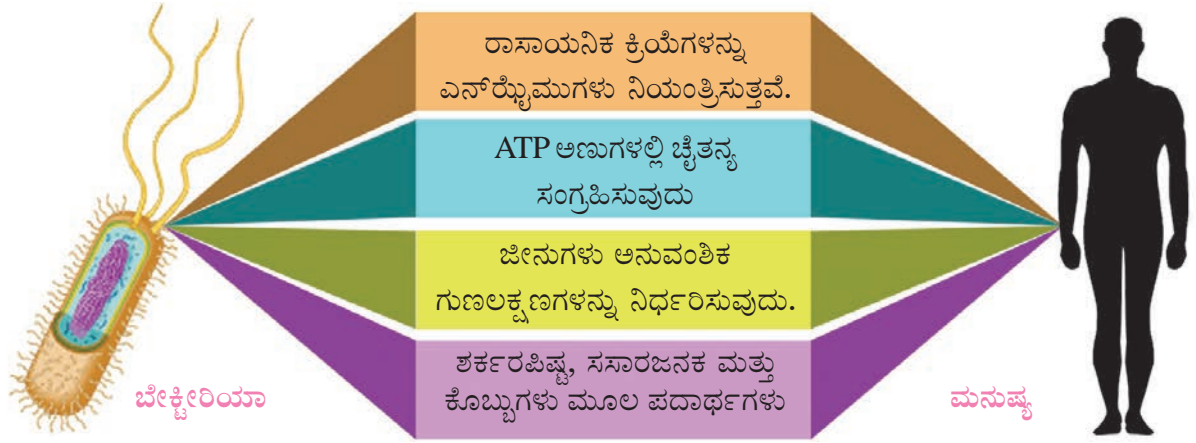 ರಾಸಾಯನಿಕ ಕ್ರಿಯೆಗಳನ್ನು
ಎನ್‌ಝೈಮುಗಳು ನಿಯಂತ್ರಿಸುತ್ತವೆ.
ATP ಅಣುಗಳಲ್ಲಿ ಚೈತನ್ಯ
ಸಂಗ್ರಹಿಸುವುದು
ಜೀನುಗಳು ಅನುವಂಶಿಕ
ಗುಣಲಕ್ಷಣಗಳನ್ನು ನಿರ್ಧರಿಸುವುದು.
ಶರ್ಕರಪಿಷ್ಟ, ಸಸಾರಜನಕ ಮತ್ತು
ಕೊಬ್ಬುಗಳು ಮೂಲ ಪದಾರ್ಥಗಳು
ಬೇಕ್ಟೀರಿಯಾ
ಮನುಷ್ಯ